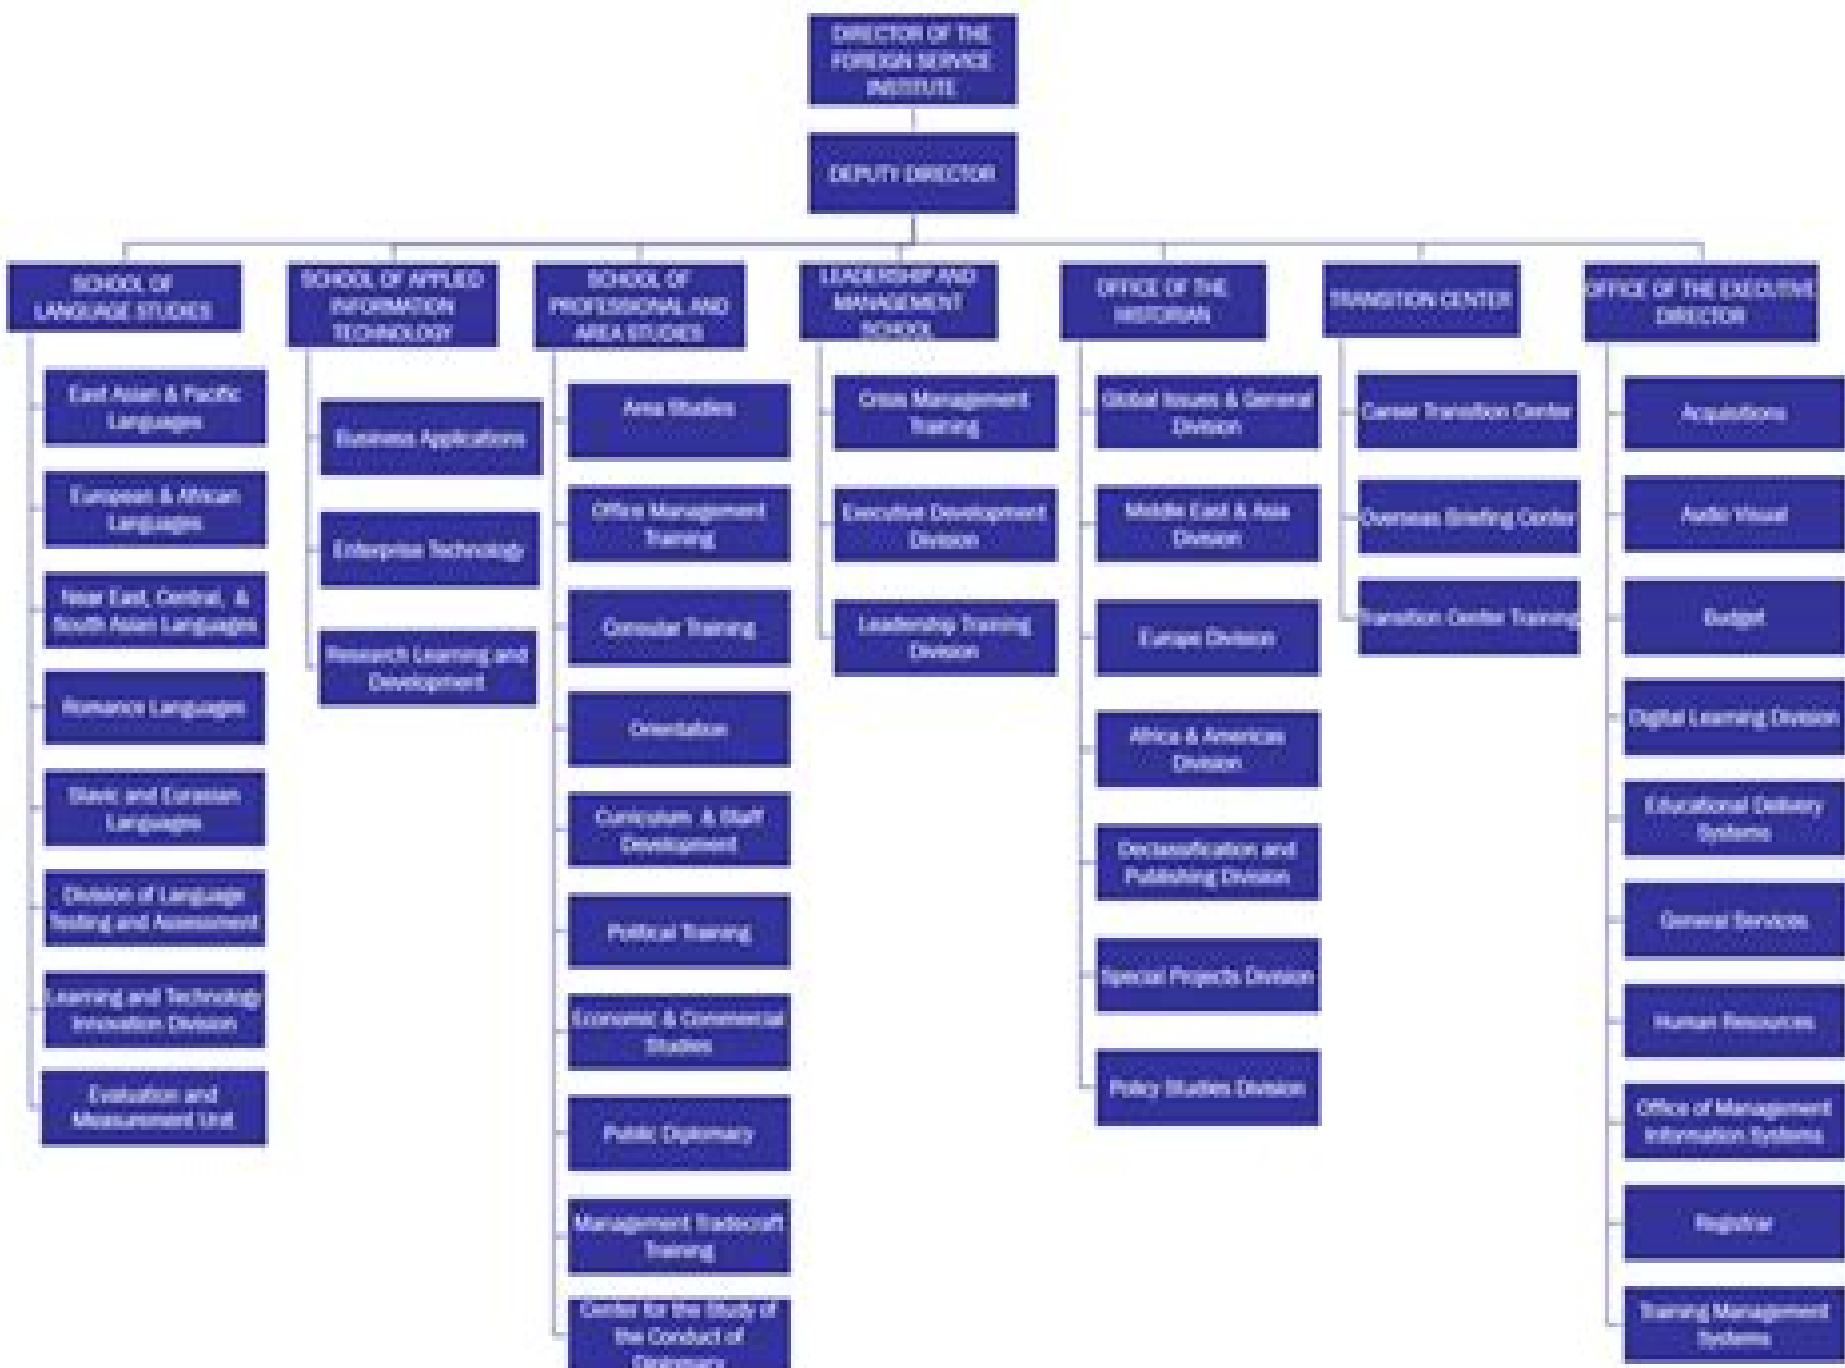 DIRECTOR OF THE
FOREIGN SERVICE
INSTITUTE
DEPUTY DIRECTOR
SCHOOL OF
LANGUAGE STUDIES
East Asian & Pacific
Languages
European & African
Languages
Near East, Central, &
South Asian Languages
Romance Languages
Slavic and Eurasian
Languages
Division of Language
Testing and Assessment
Learning and Technology
Innovation Division
Evaluation and
Measurement Unit
SCHOOL OF APPLIED
INFORMATION
TECHNOLOGY
Business Applications
Enterprise Technology
Research Learning and
Development
SCHOOL OF
PROFESSIONAL AND
AREA STUDIES
Area Studies
Office Management
Training
Consular Training
Orientation
Curriculum & Staff
Development
Political Training
Economic & Commercial
Studies
Public Diplomacy
Management Tradecraft
Training
Center for the Study of
the Conduct of
Diplomacy
LEADERSHIP AND
MANAGEMENT
SCHOOL
Crisis Management
Training
Executive Development
Division
Leadership Training
Division
OFFICE OF THE
HISTORIAN
Global Issues & General
Division
Middle East & Asia
Division
Europe Division
Africa & Americas
Division
Declassification and
Publishing Division
Special Projects Division
Policy Studies Division
TRANSITION CENTER
Career Transition Center
Overseas Briefing Center
Transition Center Training
OFFICE OF THE EXECUTIVE
DIRECTOR
Acquisitions
Audio Visual
Budget
Digital Learning Division
Educational Delivery
Systems
General Services
Human Resources
Office of Management
Information Systems
Registrar
Training Management
Systems